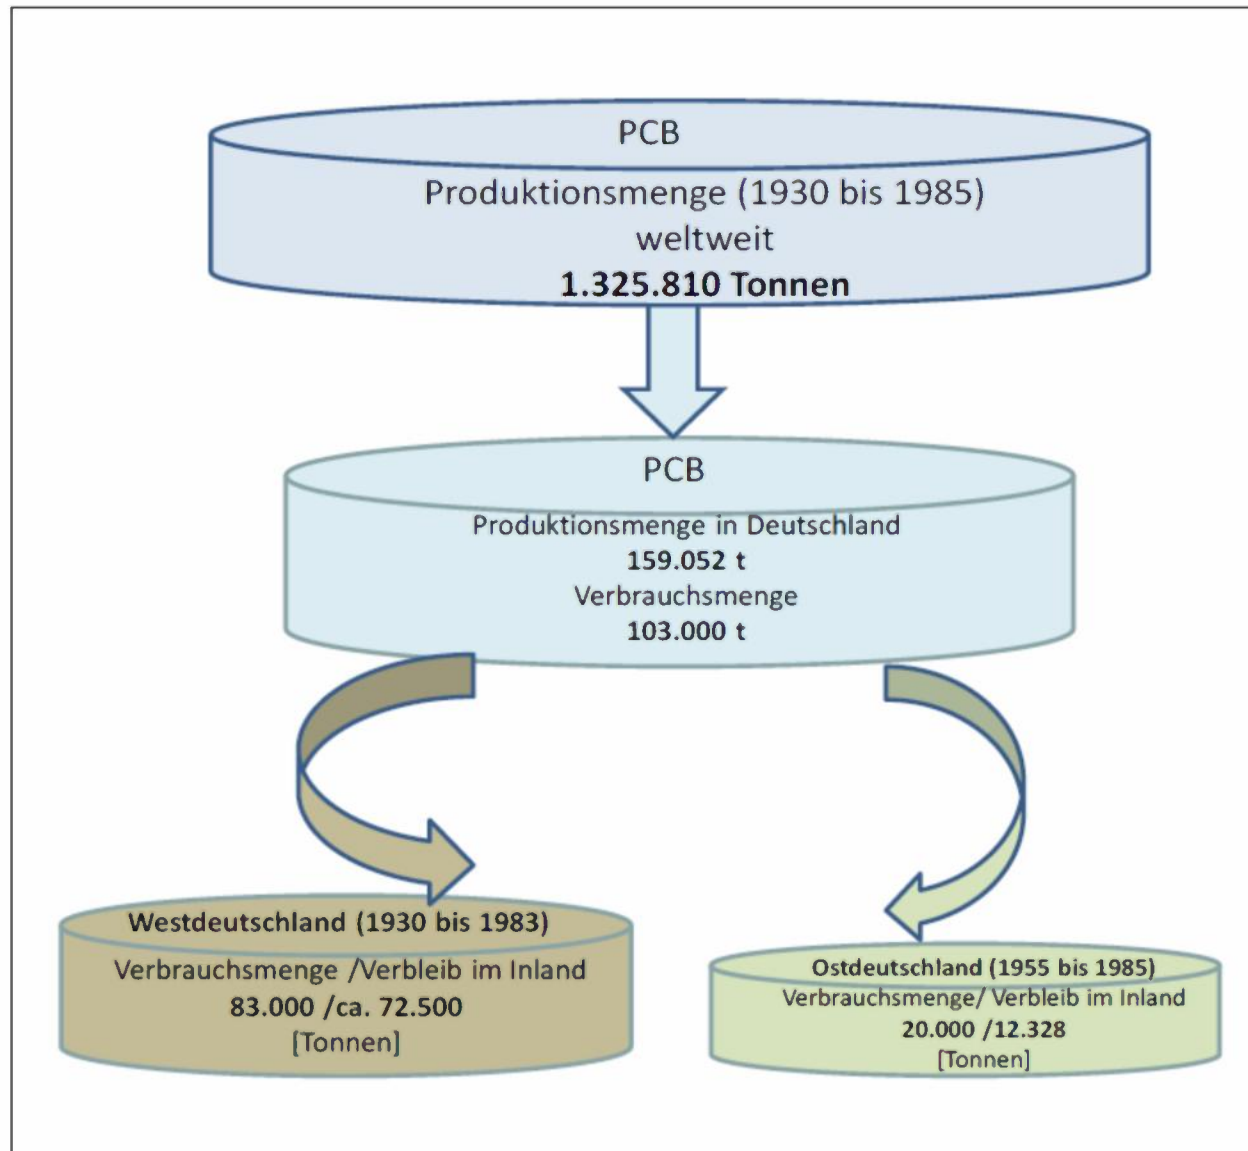 PCB
Produktionsmenge (1930 bis 1985)
weltweit
1.325.810 Tonnen
PCB
Produktionsmenge in Deutschland
159.052 t
Verbrauchsmenge
103.000 t
Westdeutschland (1930 bis 1983)
Verbrauchsmenge /Verbleib im Inland
83.000 /ca. 72.500
[Tonnen]
Ostdeutschland (1955 bis 1985)
Verbrauchsmenge/ Verbleib im Inland
20.000 /12.328
[Tonnen]